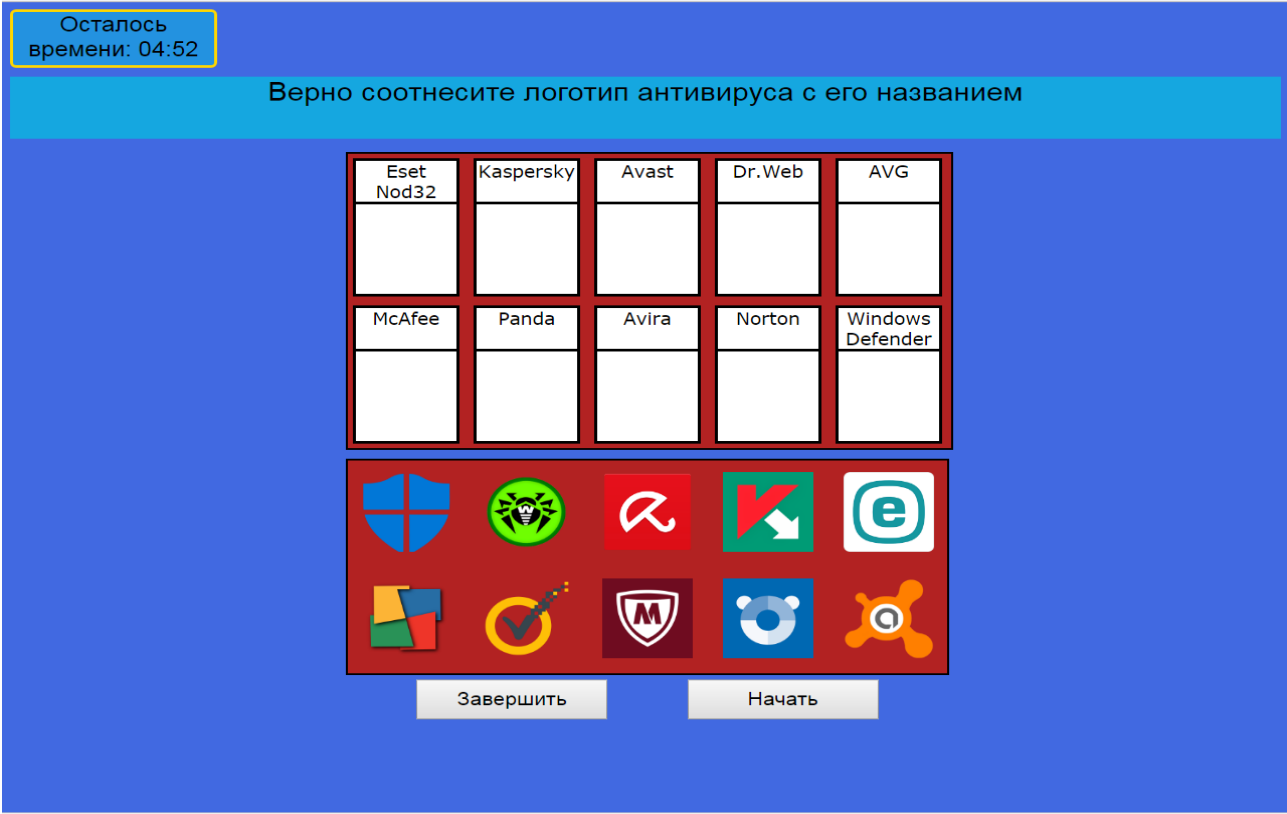 Осталось
времени: 04:52
Верно соотнесите логотип антивируса с его названием
Eset
Nod32
Kaspersky
Avast
Dr.Web
AVG
McAfee
Panda
Avira
Norton
Windows
Defender
e
M
a
Завершить
Начать